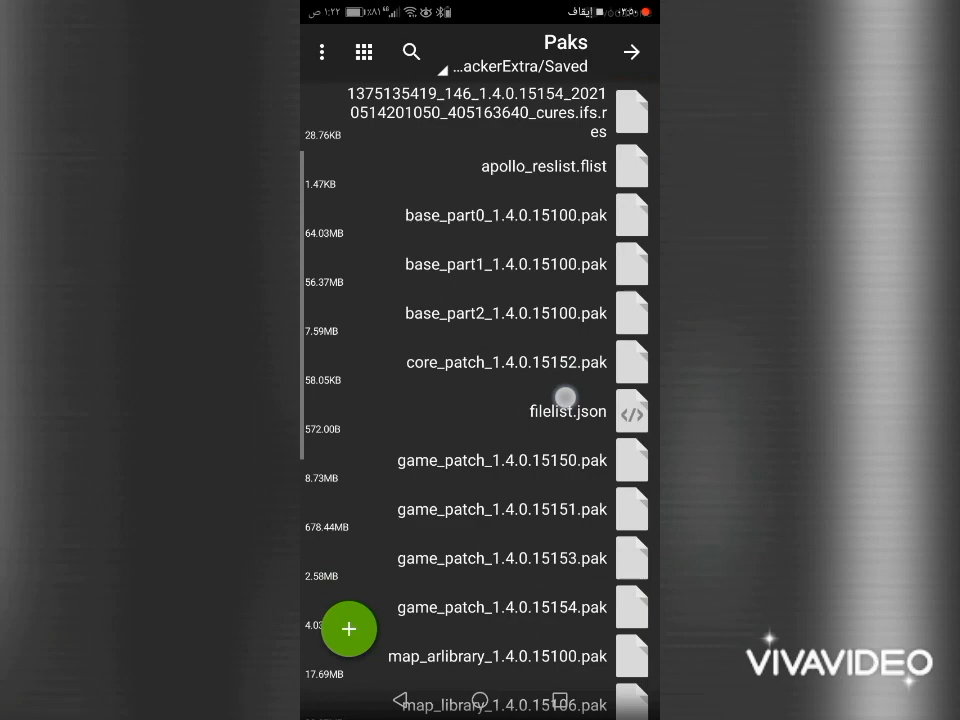 ١:٢٢ ص
٪٨١
إيقاف
٠٣:٥٠
Paks
...ackerExtra/Saved
1375135419_146_1.4.0.15154_2021
0514201050_405163640_cures.ifs.r
es
28.76KB
apollo_reslist.flist
1.47KB
base_part0_1.4.0.15100.pak
64.03MB
base_part1_1.4.0.15100.pak
56.37MB
base_part2_1.4.0.15100.pak
7.59MB
core_patch_1.4.0.15152.pak
58.05KB
filelist.json
572.00B
game_patch_1.4.0.15150.pak
8.73MB
game_patch_1.4.0.15151.pak
678.44MB
game_patch_1.4.0.15153.pak
2.58MB
game_patch_1.4.0.15154.pak
map_arlibrary_1.4.0.15100.pak
17.69MB
map_library_1.4.0.15106.pak
VIVAVIDEO